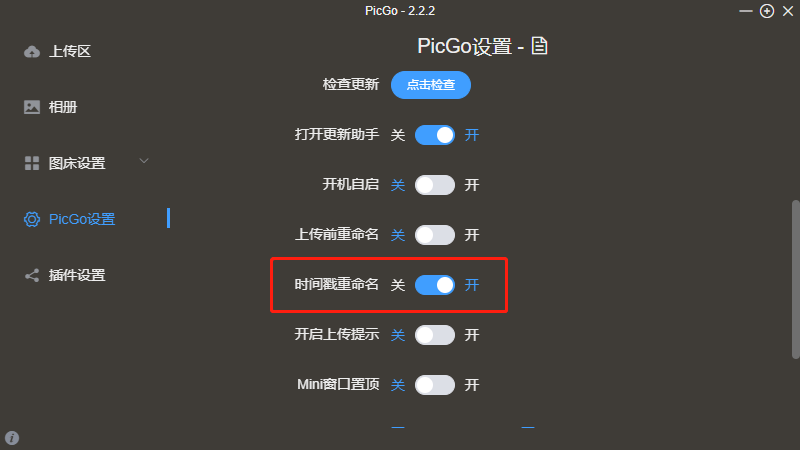 PicGo - 2.2.2
上传区
相册
图床设置
PicGo设置
插件设置
PicGo设置 -
检查更新 点击检查
打开更新助手 关 开
开机自启 关 开
上传前重命名 关 开
时间戳重命名 关 开
开启上传提示 关 开
Mini窗口置顶 关 开